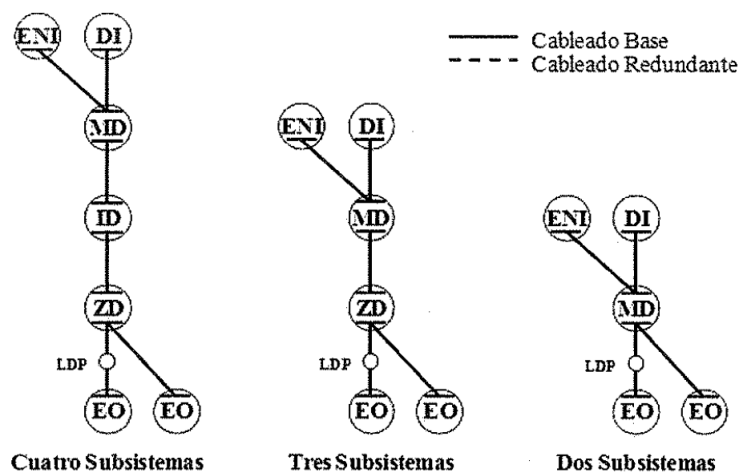 ENI DI
Cableado Base
Cableado Redundante
MD
ENI DI
ID
MD
ENI DI
ZD
ZD
MD
LDP
LDP
LDP
EO EO
EO EO
EO EO
Cuatro Subsistemas
Tres Subsistemas
Dos Subsistemas